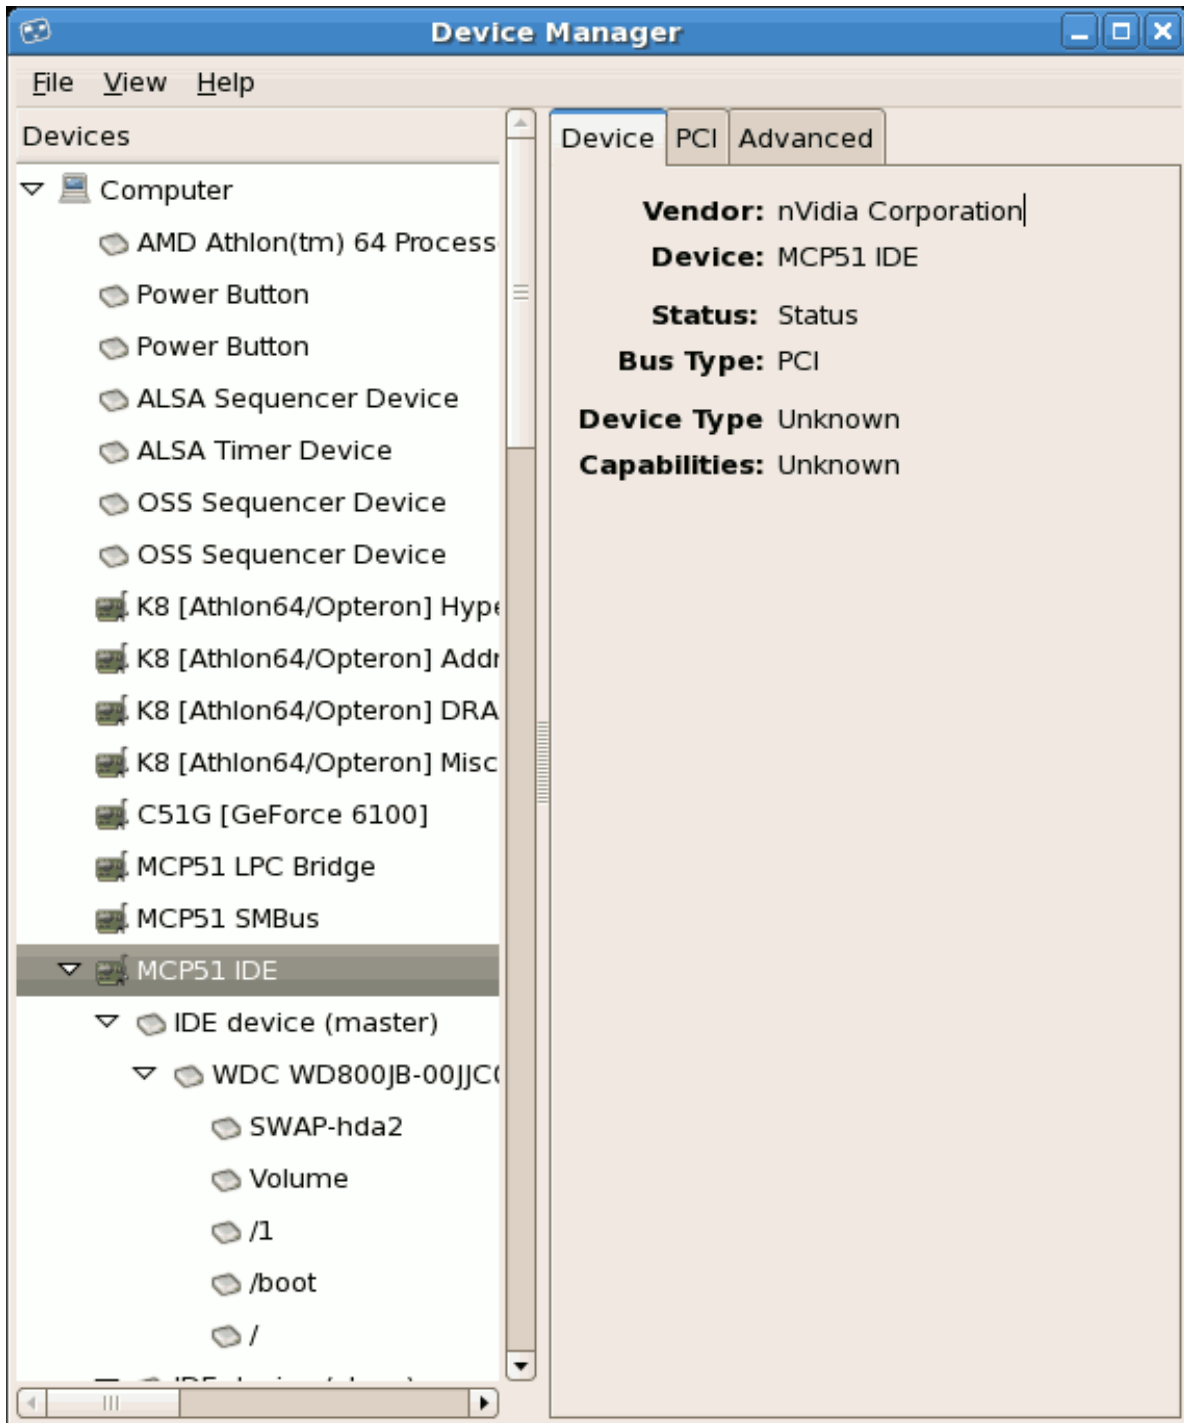 Device Manager
File View Help
Devices
Computer
AMD Athlon(tm) 64 Process
Power Button
Power Button
ALSA Sequencer Device
ALSA Timer Device
OSS Sequencer Device
OSS Sequencer Device
K8 [Athlon64/Opteron] Hype
K8 [Athlon64/Opteron] Addr
K8 [Athlon64/Opteron] DRA
K8 [Athlon64/Opteron] Misc
C51G [GeForce 6100]
MCP51 LPC Bridge
MCP51 SMBus
MCP51 IDE
IDE device (master)
WDC WD800JB-00JJC
SWAP-hda2
Volume
/1
/boot
/
Device PCI Advanced
Vendor: nVidia Corporation
Device: MCP51 IDE
Status: Status
Bus Type: PCI
Device Type Unknown
Capabilities: Unknown